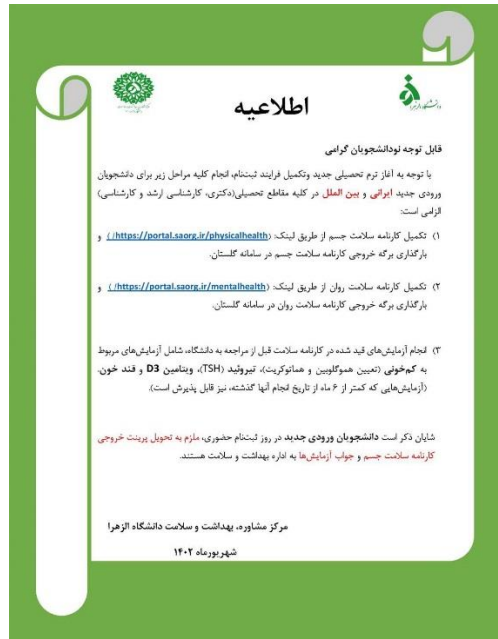 اطلاعیه
قابل توجه نودانشجویان گرامی
با توجه به آغاز ترم تحصیلی جدید وتکمیل فرایند ثبت‌نام، انجام کلیه مراحل زیر برای دانشجویان
ورودی جدید ایرانی و بین الملل در کلیه مقاطع تحصیلی(دکتری، کارشناسی ارشد و کارشناسی)
الزامی است:
۱) تکمیل کارنامه سلامت جسم از طریق لینک: (https://portal.saorg.ir/physicalhealth/) و
بارگذاری برگه خروجی کارنامه سلامت جسم در سامانه گلستان.
۲) تکمیل کارنامه سلامت روان از طریق لینک: (https://portal.saorg.ir/mentalhealth/) و
بارگذاری برگه خروجی کارنامه سلامت روان در سامانه گلستان.
۳) انجام آزمایش‌های قید شده در کارنامه سلامت قبل از مراجعه به دانشگاه، شامل آزمایش‌های مربوط
به کم‌خونی (تعیین هموگلوبین و هماتوکریت)، تیروئید (TSH)، ویتامین D3 و قند خون.
(آزمایش‌هایی که کمتر از ۶ ماه از تاریخ انجام آنها گذشته، نیز قابل پذیرش است).
شایان ذکر است دانشجویان ورودی جدید در روز ثبت‌نام حضوری، ملزم به تحویل پرینت خروجی
کارنامه سلامت جسم و جواب آزمایش‌ها به اداره بهداشت و سلامت هستند.
مرکز مشاوره، بهداشت و سلامت دانشگاه الزهرا
شهریورماه ۱۴۰۲